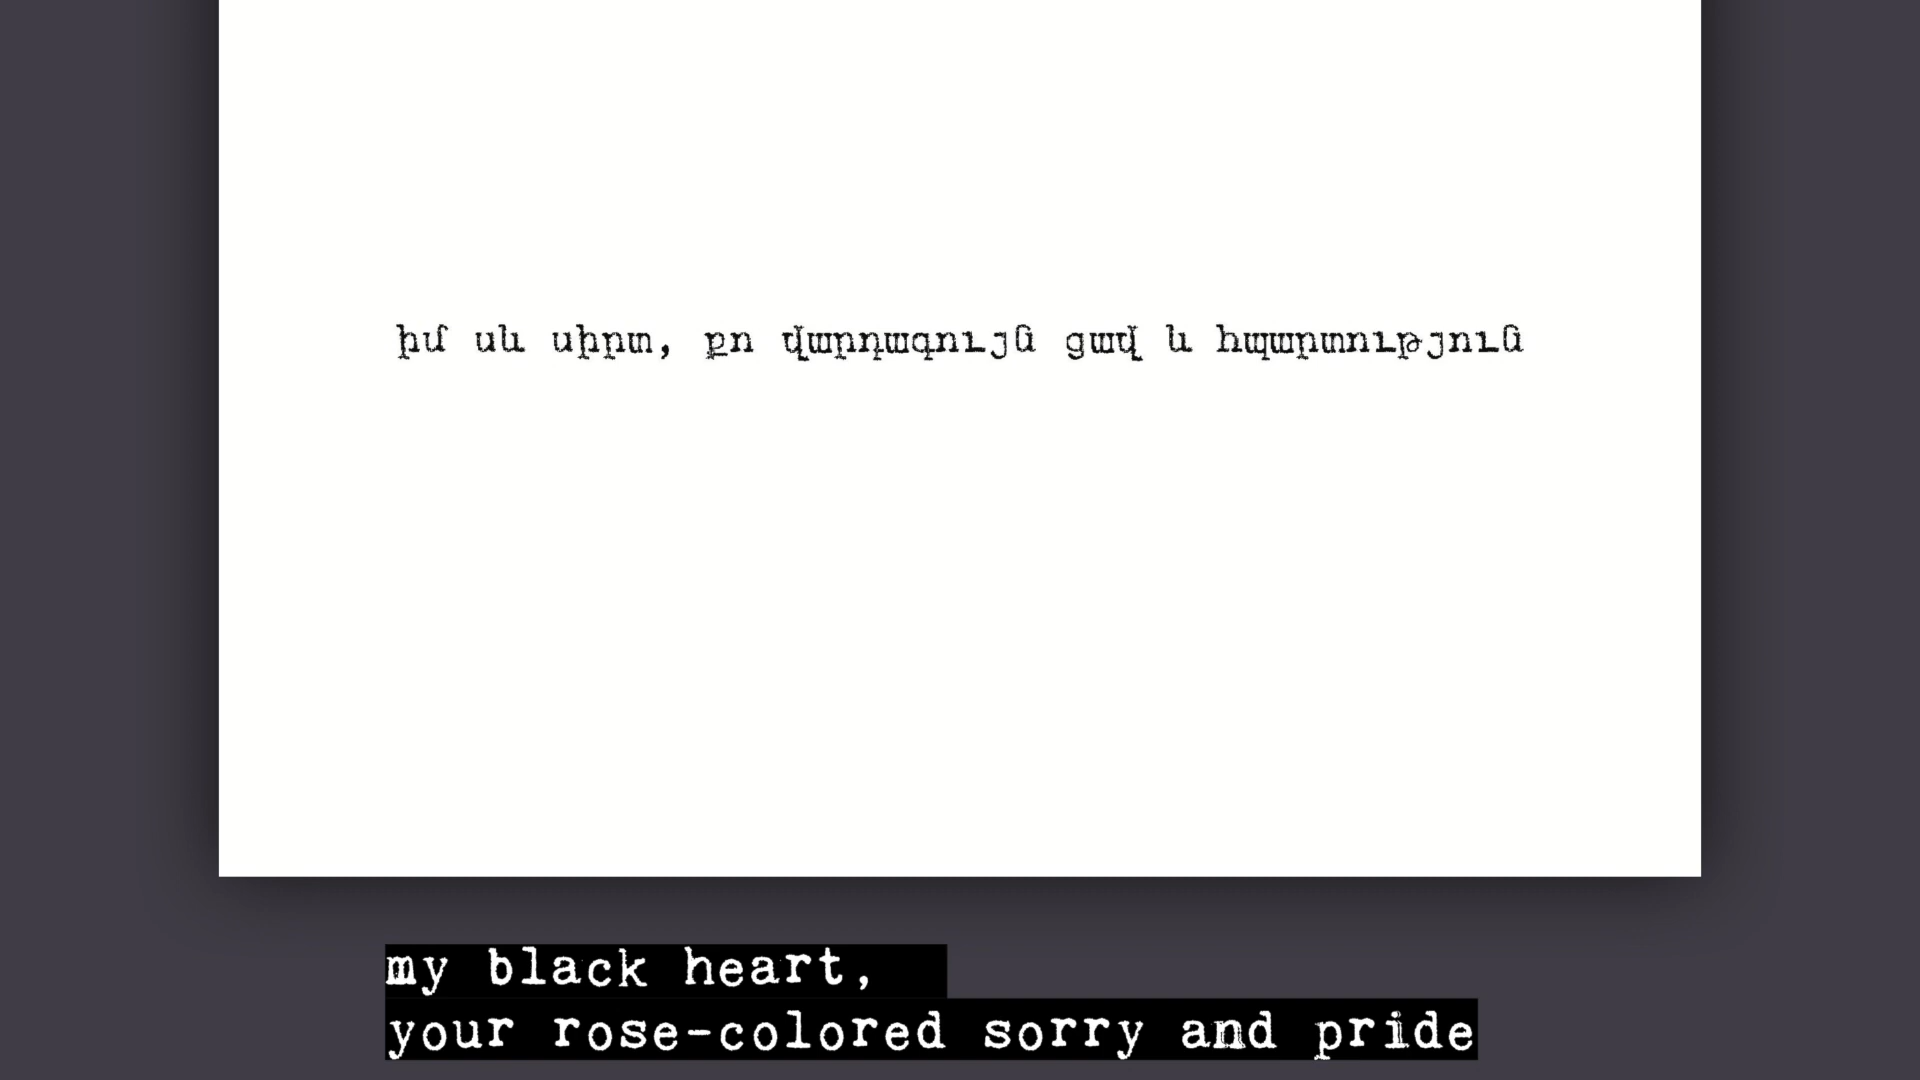 իմ սև սիրտ, քո վարդագույն ցավ և հպարտություն
my black heart,
your rose-colored sorry and pride